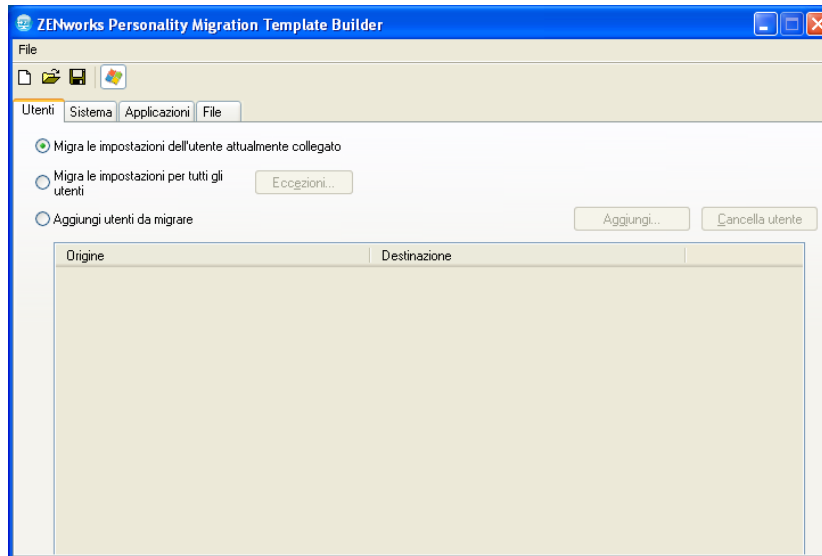 ZENworks Personality Migration Template Builder
File
Utenti Sistema Applicazioni File
Migra le impostazioni dell'utente attualmente collegato
Migra le impostazioni per tutti gli
utenti
Eccezioni...
Aggiungi utenti da migrare
Aggiungi...
Cancella utente
Origine Destinazione